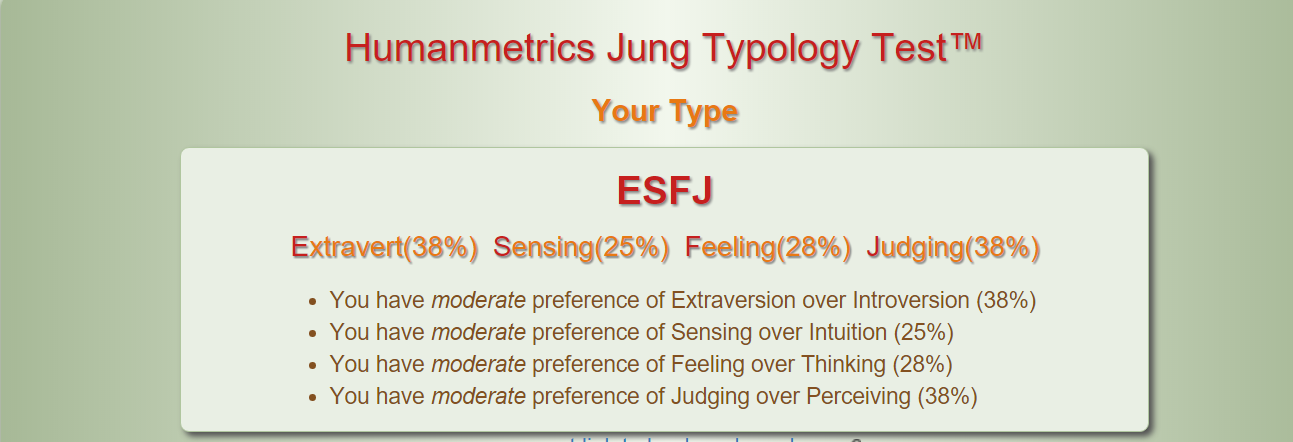 Humanmetrics Jung Typology Test™
Your Type
ESFJ
Extravert(38%) Sensing(25%) Feeling(28%) Judging(38%)
• You have moderate preference of Extraversion over Introversion (38%)
• You have moderate preference of Sensing over Intuition (25%)
• You have moderate preference of Feeling over Thinking (28%)
• You have moderate preference of Judging over Perceiving (38%)